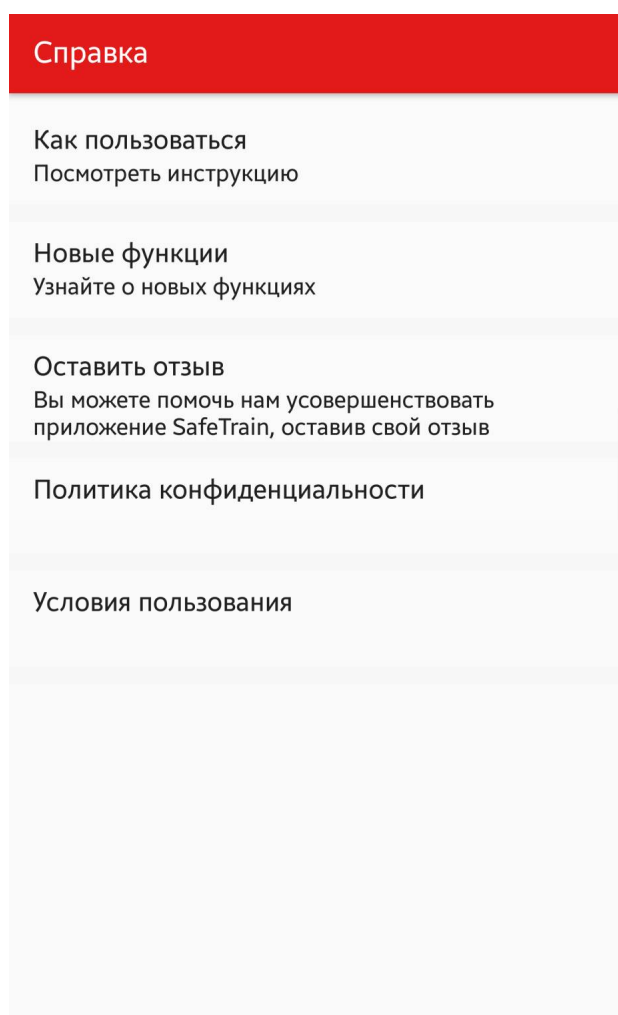 Справка
Как пользоваться
Посмотреть инструкцию
Новые функции
Узнайте о новых функциях
Оставить отзыв
Вы можете помочь нам усовершенствовать
приложение SafeTrain, оставив свой отзыв
Политика конфиденциальности
Условия пользования